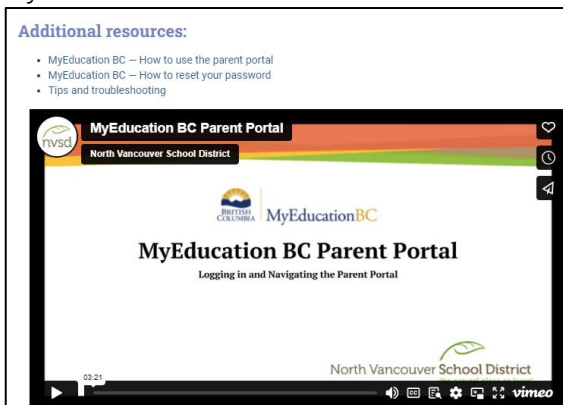 Additional resources:
MyEducation BC — How to use the parent portal
MyEducation BC — How to reset your password
Tips and troubleshooting
nvsd
MyEducation BC Parent Portal
North Vancouver School District
BRITISH
COLUMBIA
MyEducationBC
MyEducation BC Parent Portal
Logging in and Navigating the Parent Portal
North Vancouver School District
03:21
CC
vimeo